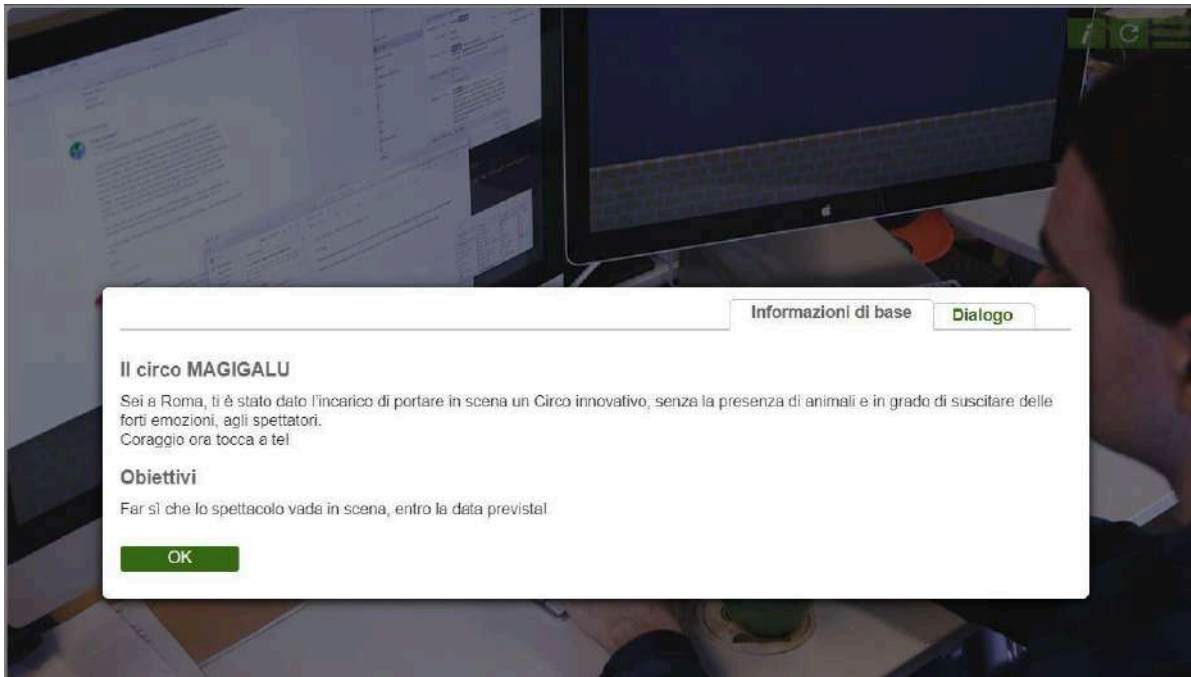 Informazioni di base
Dialogo
Il circo MAGIGALU
Sei a Roma, ti è stato dato l'incarico di portare in scena un Circo innovativo, senza la presenza di animali e in grado di suscitare delle
forti emozioni, agli spettatori.
Coraggio ora tocca a te!
Obiettivi
Far sì che lo spettacolo vada in scena, entro la data prevista!
OK